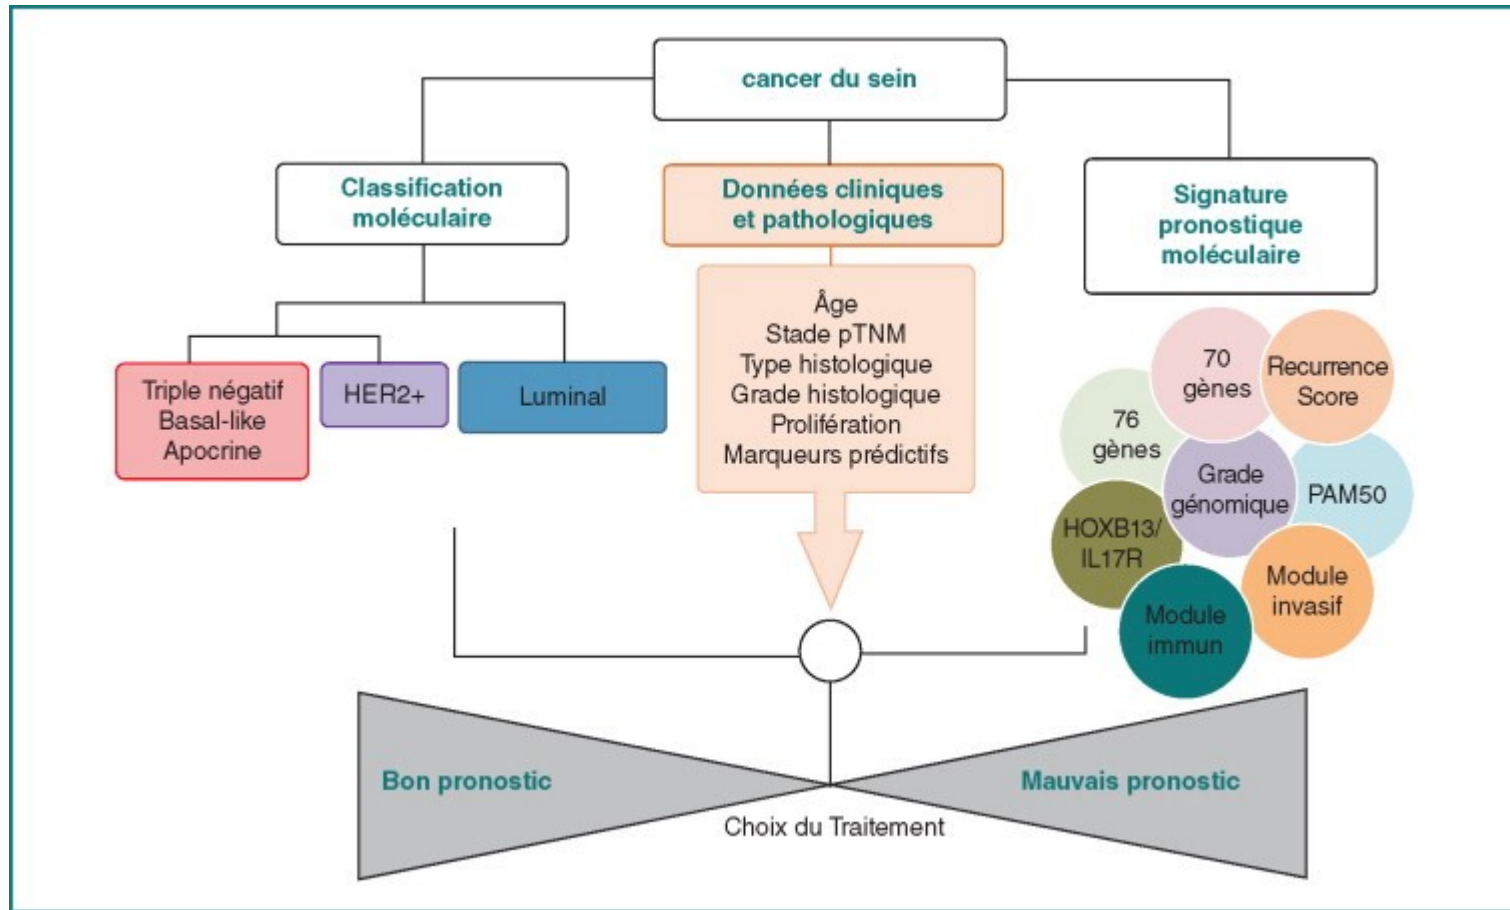 cancer du sein
Classification
moléculaire
Données cliniques
et pathologiques
Signature
pronostique
moléculaire
Triple négatif
Basal-like
Apocrine
HER2+
Luminal
Âge
Stade pTNM
Type histologique
Grade histologique
Prolifération
Marqueurs prédictifs
70
gènes
Recurrence
Score
76
gènes
Grade
génomique
PAM50
HOXB13/
IL17R
Module
invasif
Module
immun
Bon pronostic
Mauvais pronostic
Choix du Traitement